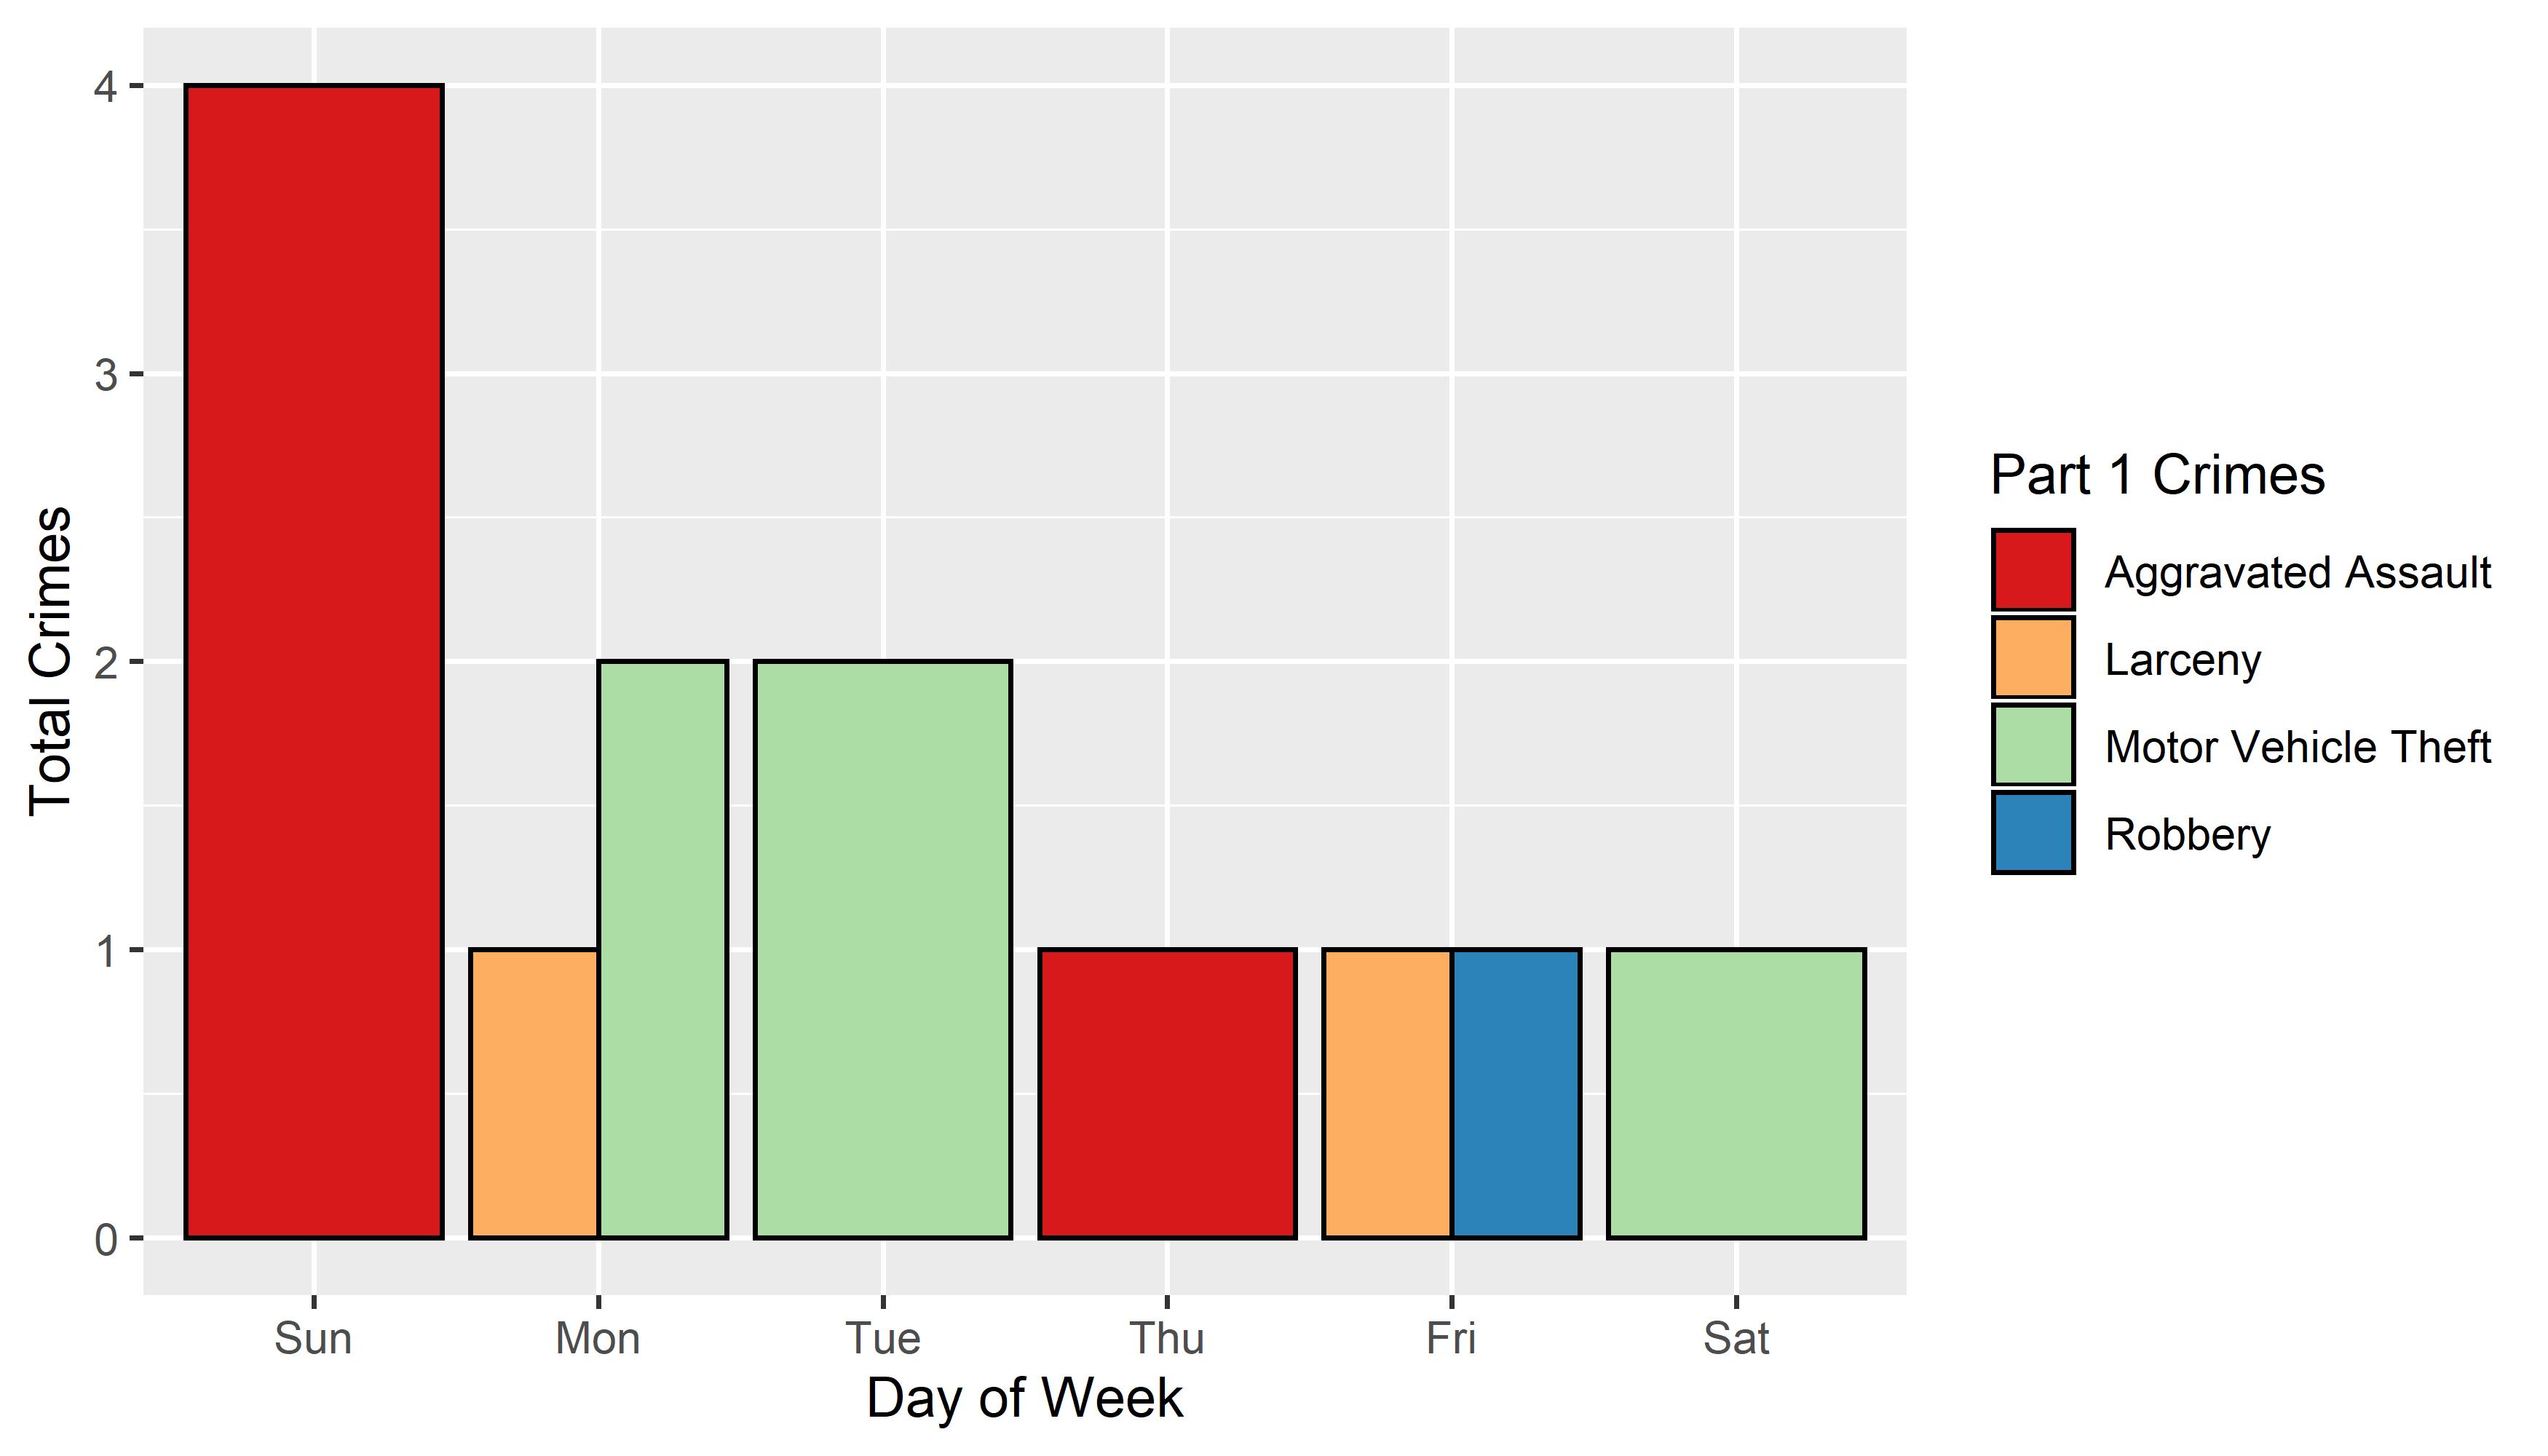 4
3
2
1
0
Total Crimes
Sun Mon Tue Thu Fri Sat
Day of Week
Part 1 Crimes
Aggravated Assault
Larceny
Motor Vehicle Theft
Robbery